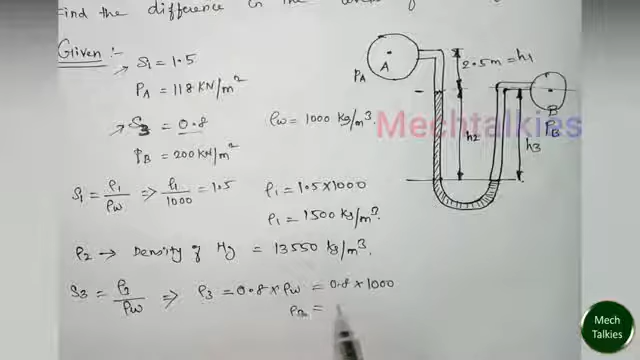 Find the difference in the levels of
Given :-
S1 = 1.5
PA = 118 KN/m²
S3 = 0.8
PB = 200 KN/m²
ρw = 1000 kg/m³.
S1 = ρ1/ρw => ρ1/1000 = 1.5
ρ1 = 1.5 × 1000
ρ1 = 1500 kg/m³.
ρ2 → Density of Hg = 13550 kg/m³.
S3 = ρ3/ρw => ρ3 = 0.8 × ρw = 0.8 × 1000
=
A
PA
2.5m = h1
h2
h3
B
PB
Mechtalkies
Mech
Talkies